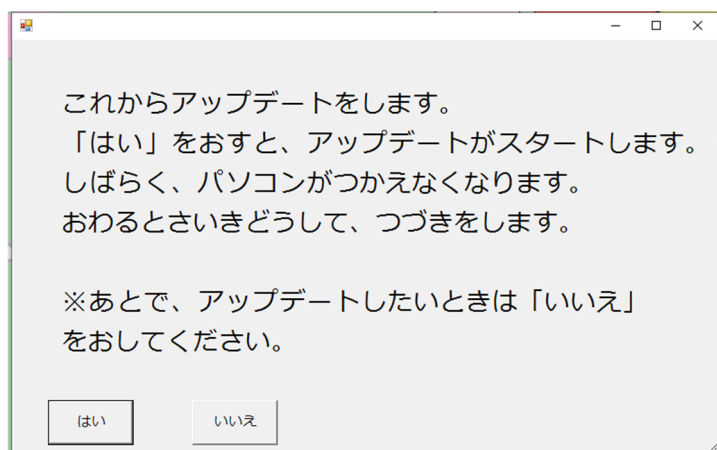 これからアップデートをします。
「はい」をおすと、アップデートがスタートします。
しばらく、パソコンがつかえなくなります。
おわるとさいきどうして、つづきをします。
※あとで、アップデートしたいときは「いいえ」
をおしてください。
はい
いいえ